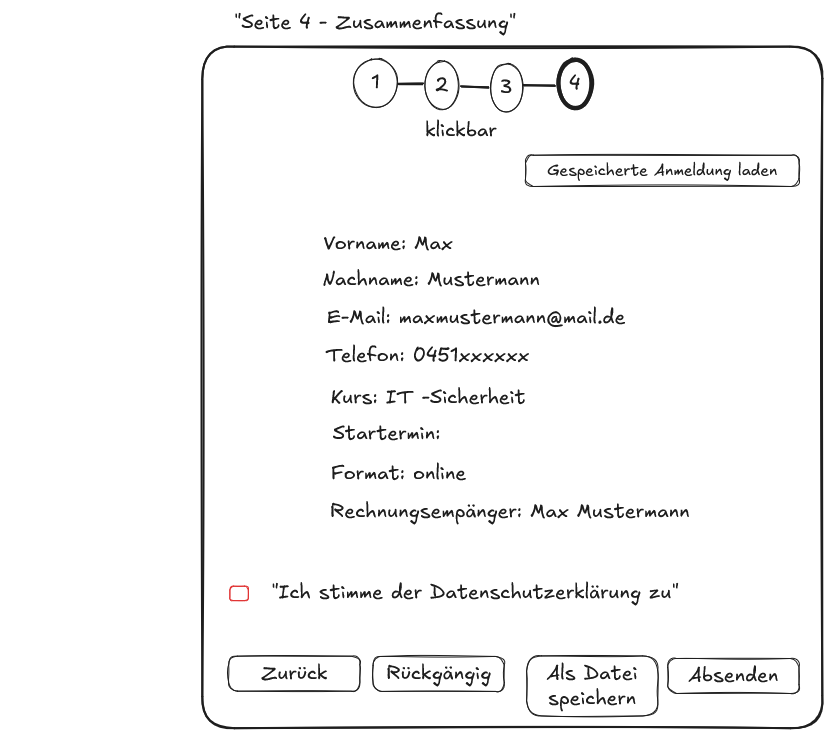 "Seite 4 - Zusammenfassung"
1 2 3 4
klickbar
Gespeicherte Anmeldung laden
Vorname: Max
Nachname: Mustermann
E-Mail: maxmustermann@mail.de
Telefon: 0451xxxxxx
Kurs: IT -Sicherheit
Startermin:
Format: online
Rechnungsempänger: Max Mustermann
"Ich stimme der Datenschutzerklärung zu"
Zurück Rückgängig Als Datei Absenden
speichern